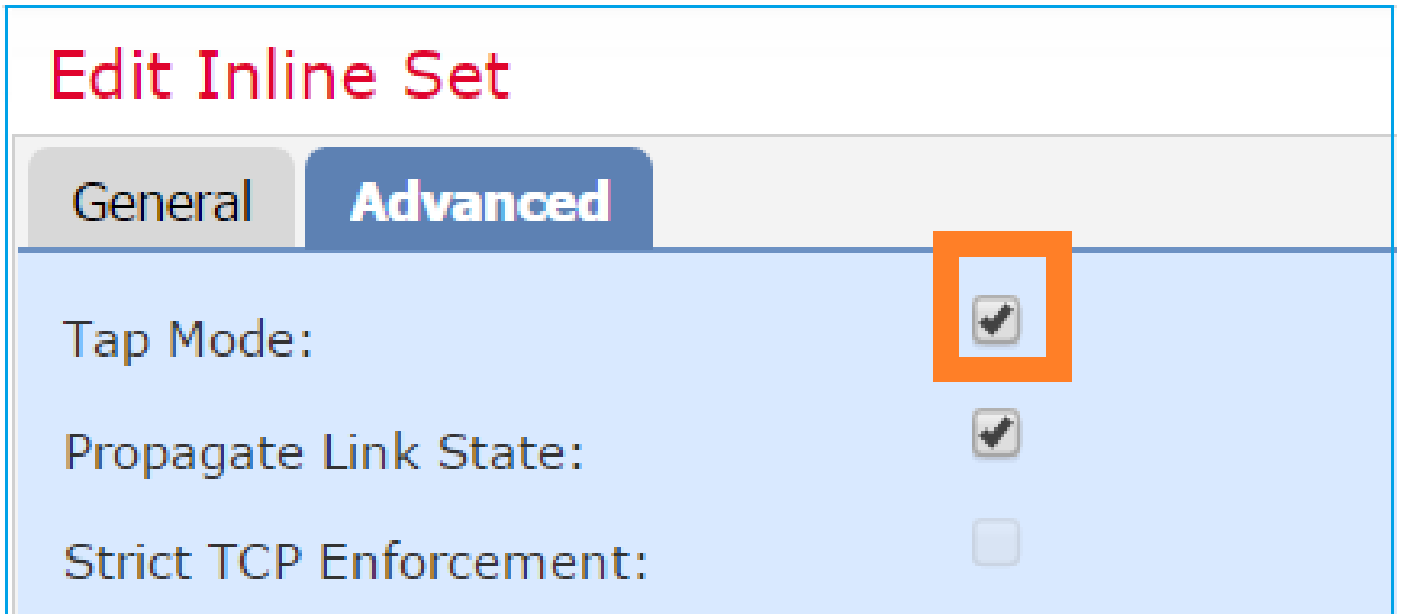 Edit Inline Set
General Advanced
Tap Mode:
Propagate Link State:
Strict TCP Enforcement: